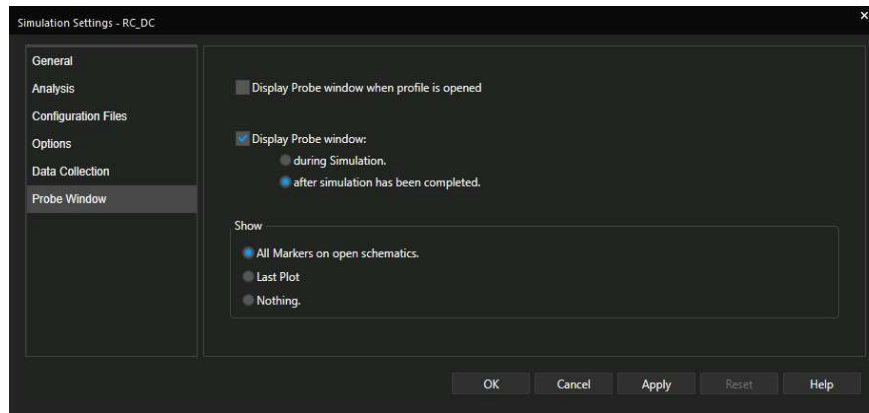 Simulation Settings - RC_DC
×
General
Analysis
Configuration Files
Options
Data Collection
Probe Window
Display Probe window when profile is opened
Display Probe window:
during Simulation.
after simulation has been completed.
Show
All Markers on open schematics.
Last Plot
Nothing.
OK Cancel Apply Reset Help